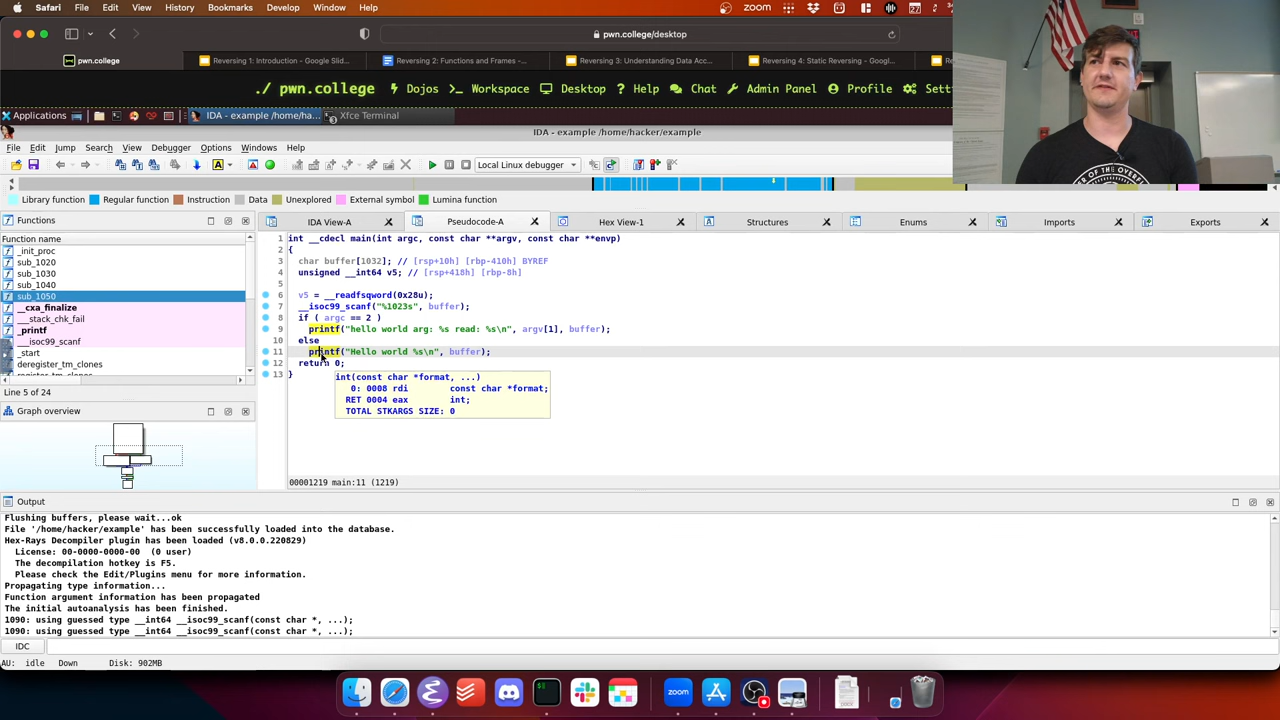 Safari File Edit View History Bookmarks Develop Window Help zoom
pwn.college/desktop
pwn.college Reversing 1: Introduction - Google Slid... Reversing 2: Functions and Frames -... Reversing 3: Understanding Data Acc... Reversing 4: Static Reversing - Googl...
./ pwn.college Dojos Workspace Desktop Help Chat Admin Panel Profile
Applications IDA - example /home/ha... Xfce Terminal
IDA - example /home/hacker/example
File Edit Jump Search View Debugger Options Windows Help
Local Linux debugger
Library function Regular function Instruction Data Unexplored External symbol Lumina function
Functions
IDA View-A Pseudocode-A Hex View-1 Structures Enums Imports Exports
Function name
_init_proc
sub_1020
sub_1030
sub_1040
sub_1050
__cxa_finalize
___stack_chk_fail
_printf
___isoc99_scanf
_start
deregister_tm_clones
Line 5 of 24
Graph overview
1 int __cdecl main(int argc, const char **argv, const char **envp)
2 {
3 char buffer[1032]; // [rsp+10h] [rbp-410h] BYREF
4 unsigned __int64 v5; // [rsp+418h] [rbp-8h]
5
6 v5 = __readfsqword(0x28u);
7 __isoc99_scanf("%1023s", buffer);
8 if ( argc == 2 )
9 printf("hello world arg: %s read: %s\n", argv[1], buffer);
10 else
11 printf("Hello world %s\n", buffer);
12 return 0;
13 }
int(const char *format, ...)
0: 0008 rdi const char *format;
RET 0004 eax int;
TOTAL STKARGS SIZE: 0
00001219 main:11 (1219)
Output
Flushing buffers, please wait...ok
File '/home/hacker/example' has been successfully loaded into the database.
Hex-Rays Decompiler plugin has been loaded (v8.0.0.220829)
License: 00-0000-0000-00 (0 user)
The decompilation hotkey is F5.
Please check the Edit/Plugins menu for more information.
Propagating type information...
Function argument information has been propagated
The initial autoanalysis has been finished.
1090: using guessed type __int64 __isoc99_scanf(const char *, ...);
1090: using guessed type __int64 __isoc99_scanf(const char *, ...);
IDC
AU: idle Down Disk: 902MB
zoom